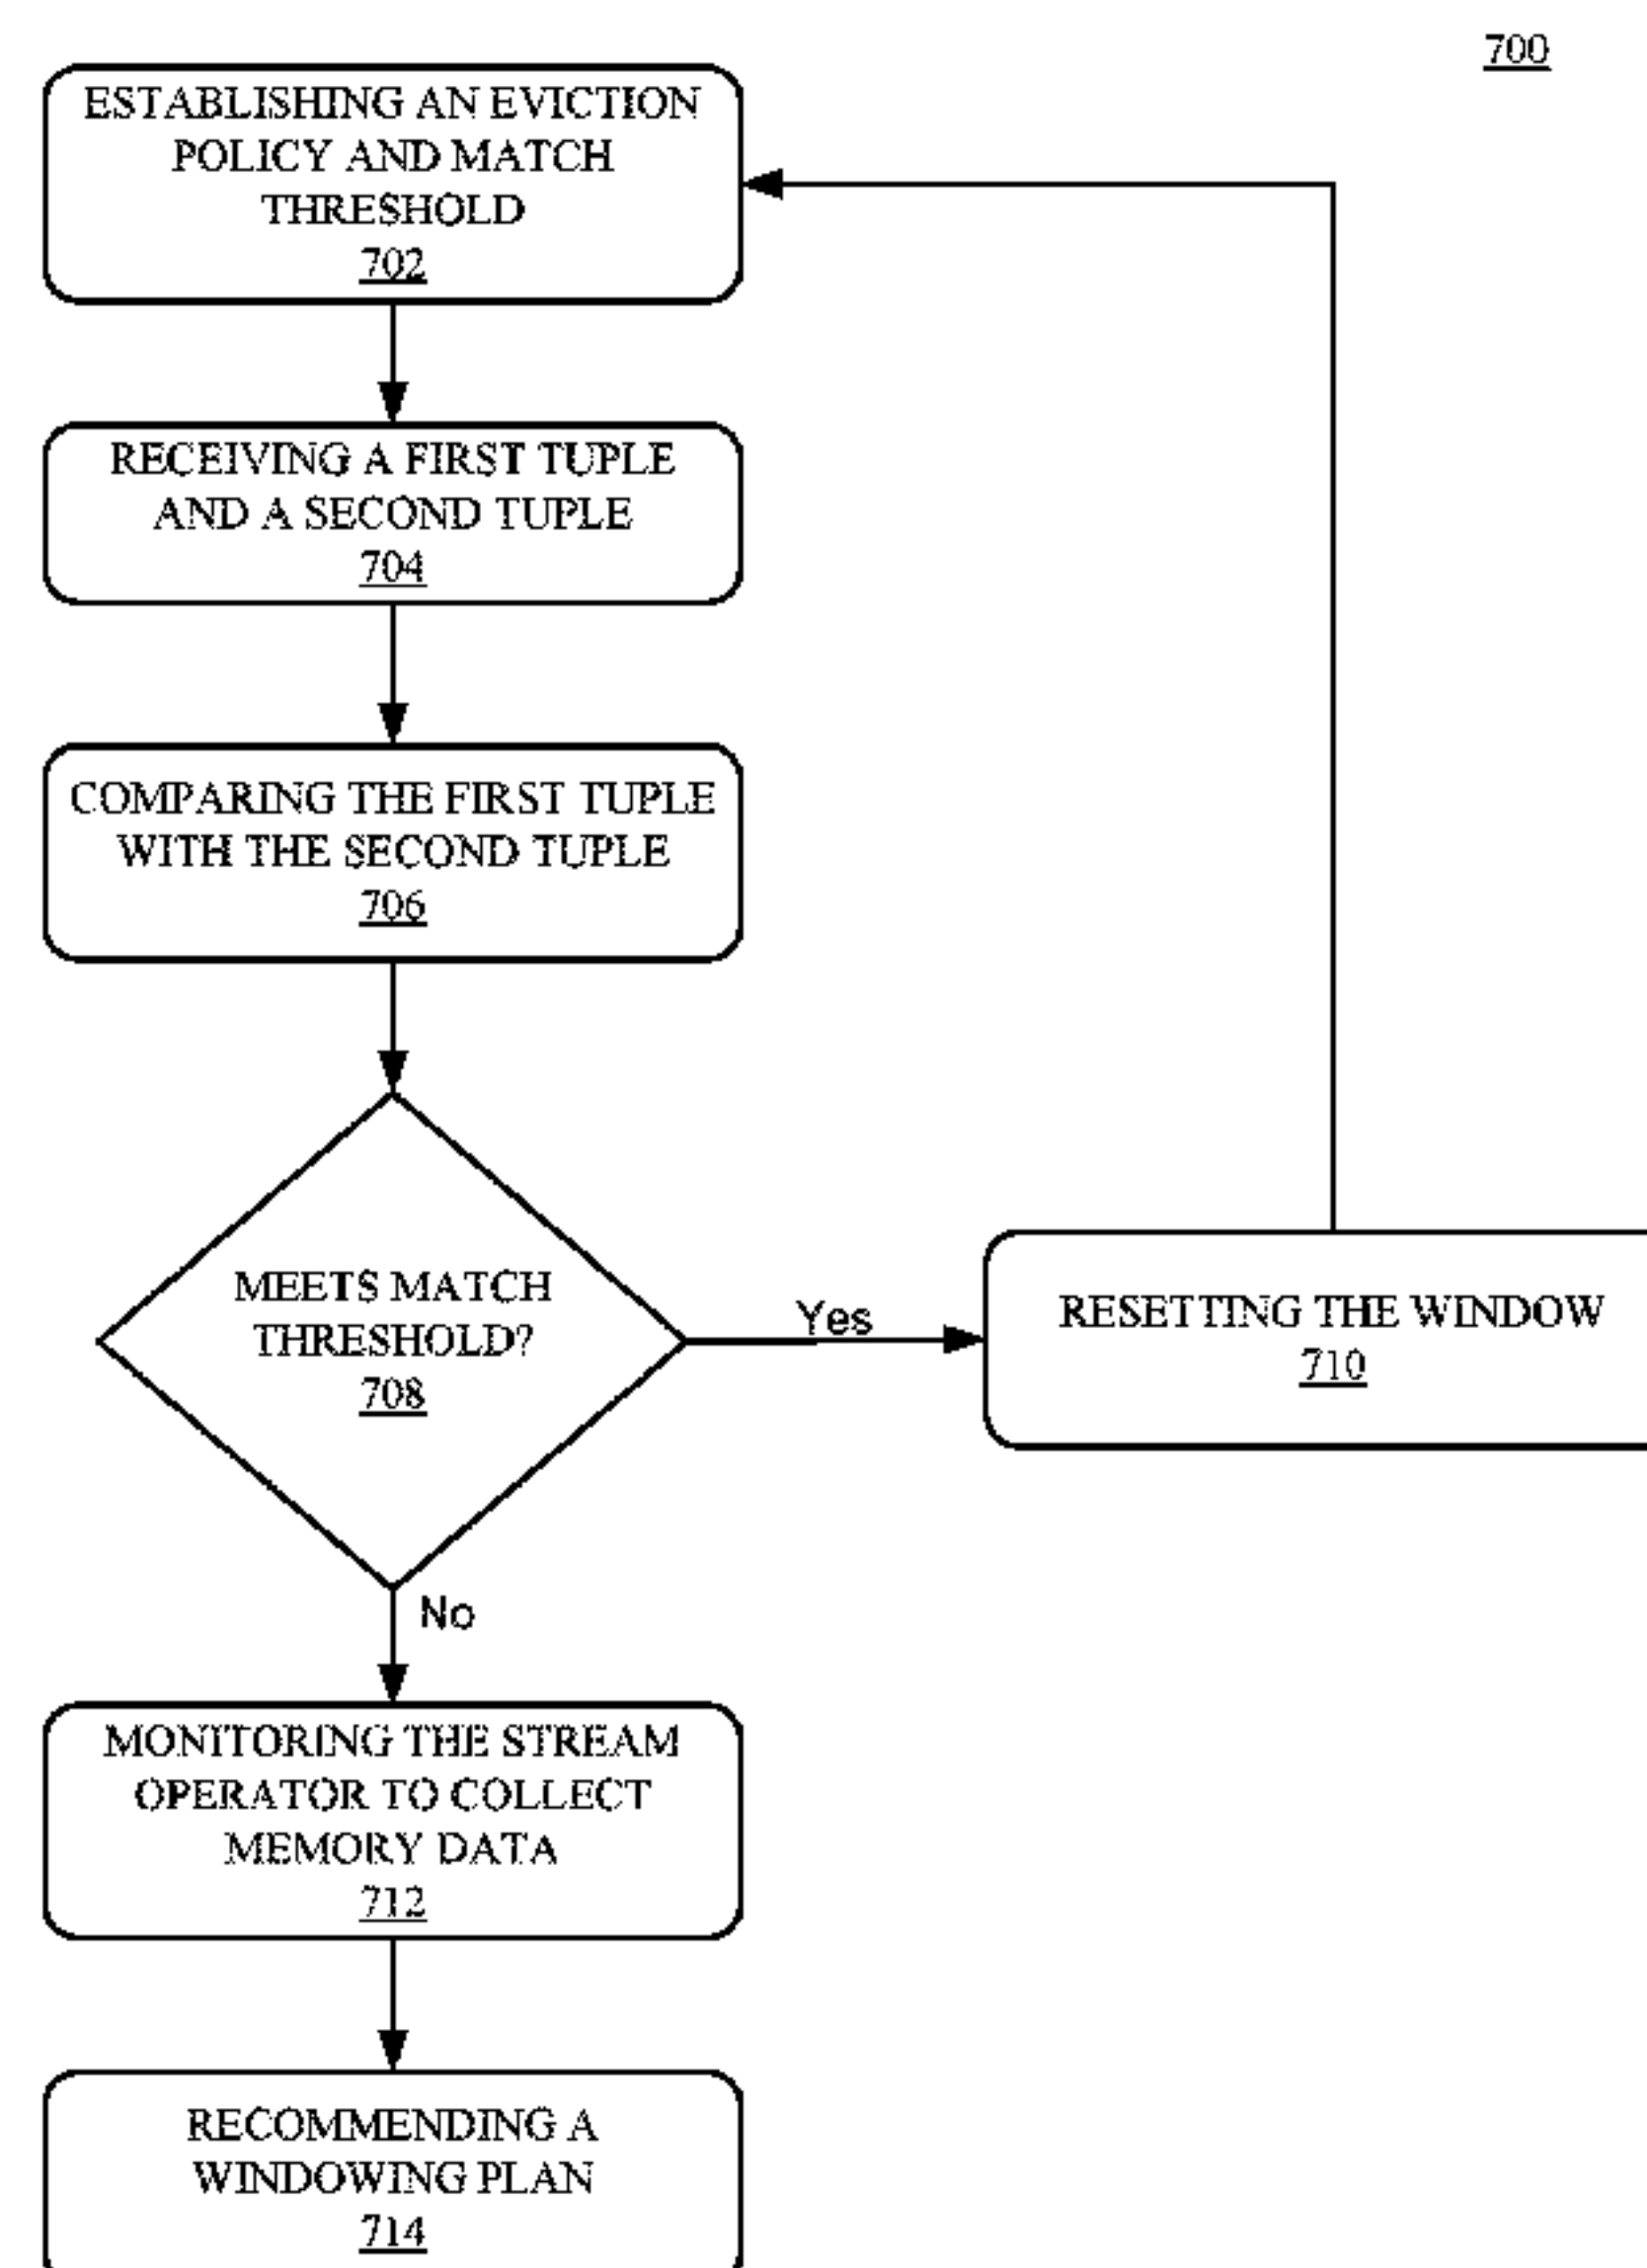 700
ESTABLISHING AN EVICTION
POLICY AND MATCH
THRESHOLD
702
RECEIVING A FIRST TUPLE
AND A SECOND TUPLE
704
COMPARING THE FIRST TUPLE
WITH THE SECOND TUPLE
706
MEETS MATCH
THRESHOLD?
708
Yes
RESETTING THE WINDOW
710
No
MONITORING THE STREAM
OPERATOR TO COLLECT
MEMORY DATA
712
RECOMMENDING A
WINDOWING PLAN
714